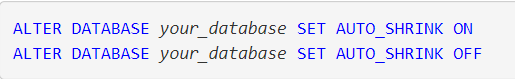 ALTER DATABASE your_database SET AUTO_SHRINK ON
ALTER DATABASE your_database SET AUTO_SHRINK OFF